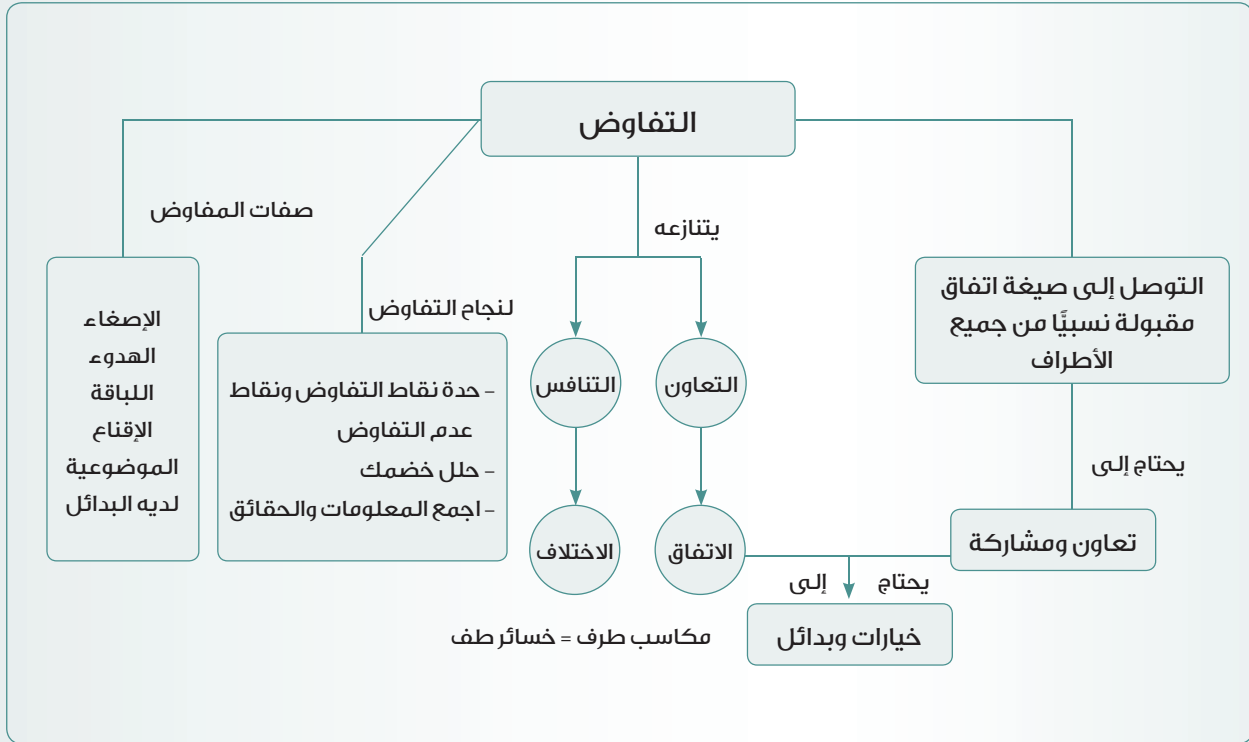 التفاوض
صفات المفاوض
يتنازعه
التوصل إلى صيغة اتفاق
مقبولة نسبيًا من جميع
الأطراف
لنجام التفاوض
الإصغاء
الهدوء
اللباقة
الإقناع
الموضوعية
لديه البدائل
– حدة نقاط التفاوض ونقاط
عدم التفاوض
– حلل خضمك
– اجمع المعلومات والحقائق
التعاون
التنافس
يحتاج إلى
تعاون ومشاركة
الاتفاق
الاختلاف
يحتاج إلى
خيارات وبدائل
مكاسب طرف = خسائر طف